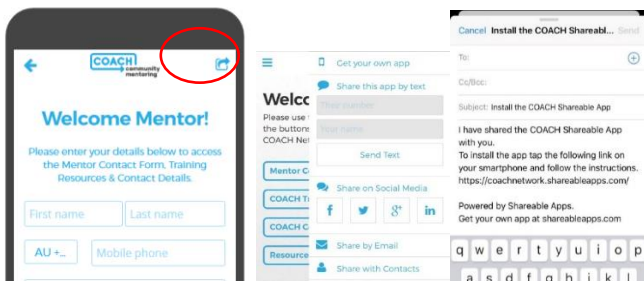 COACH
community
mentoring
Welcome Mentor!
Please enter your details below to access
the Mentor Contact Form, Training
Resources & Contact Details.
First name
Last name
AU +...
Mobile phone
Welco
Please use
the buttons
COACH Net
Mentor Co
COACH Tr
COACH C
Resource
Get your own app
Share this app by text
Your name
Send Text
Share on Social Media
f
g+
in
Share by Email
Share with Contacts
Cancel Install the COACH Shareabl... Send
To:
Cc/Bcc:
Subject: Install the COACH Shareable App
I have shared the COACH Shareable App
with you.
To install the app tap the following link on
your smartphone and follow the instructions.
https://coachnetwork.shareableapps.com/
Powered by Shareable Apps.
Get your own app at shareableapps.com
q w e r t y u i o p
a s d f g h j k l